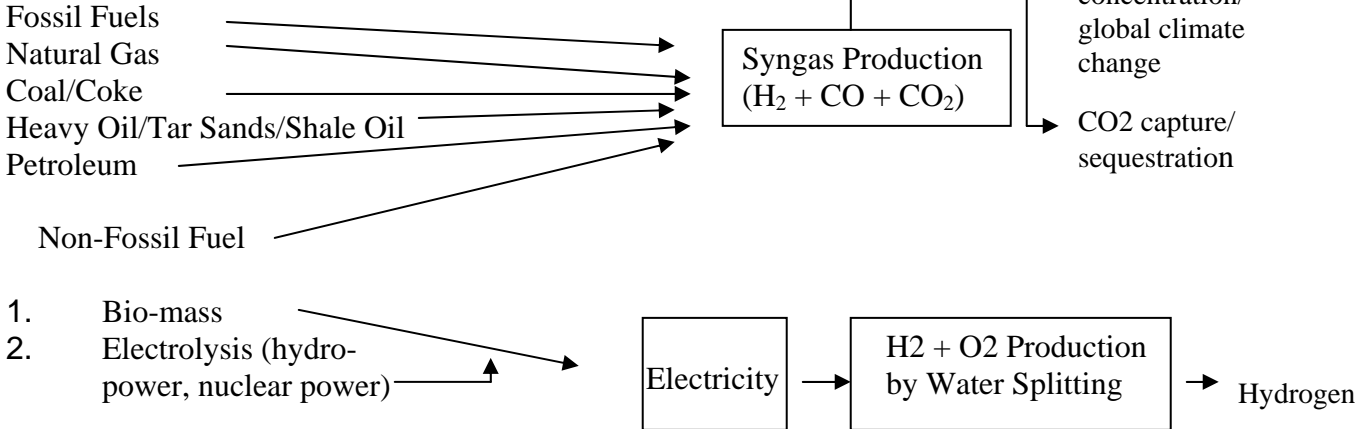 Fossil Fuels
Natural Gas
Coal/Coke
Heavy Oil/Tar Sands/Shale Oil
Petroleum
Non-Fossil Fuel
Syngas Production
(H₂ + CO + CO₂)
concentration/
global climate
change
CO2 capture/
sequestration
1. Bio-mass
2. Electrolysis (hydro-
power, nuclear power)
Electricity
H2 + O2 Production
by Water Splitting
Hydrogen